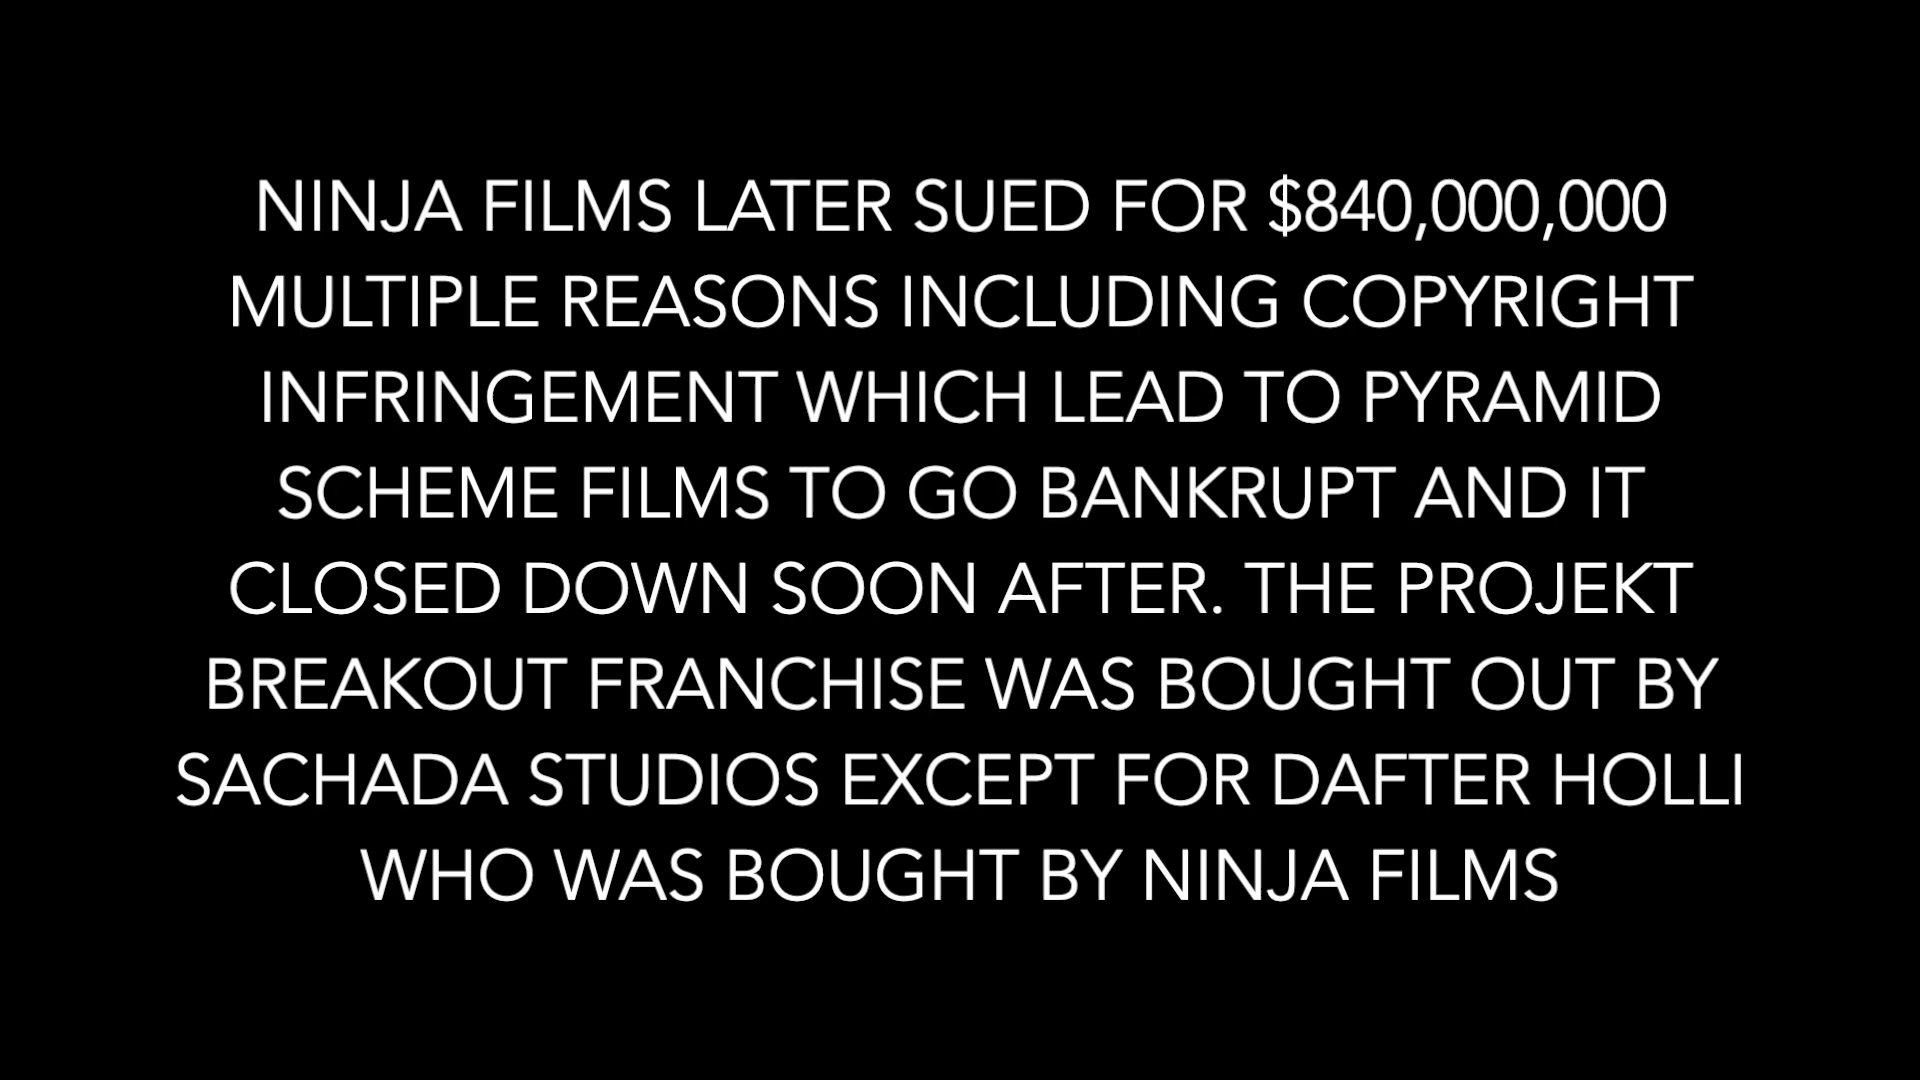 NINJA FILMS LATER SUED FOR $840,000,000
MULTIPLE REASONS INCLUDING COPYRIGHT
INFRINGEMENT WHICH LEAD TO PYRAMID
SCHEME FILMS TO GO BANKRUPT AND IT
CLOSED DOWN SOON AFTER. THE PROJEKT
BREAKOUT FRANCHISE WAS BOUGHT OUT BY
SACHADA STUDIOS EXCEPT FOR DAFTER HOLLI
WHO WAS BOUGHT BY NINJA FILMS